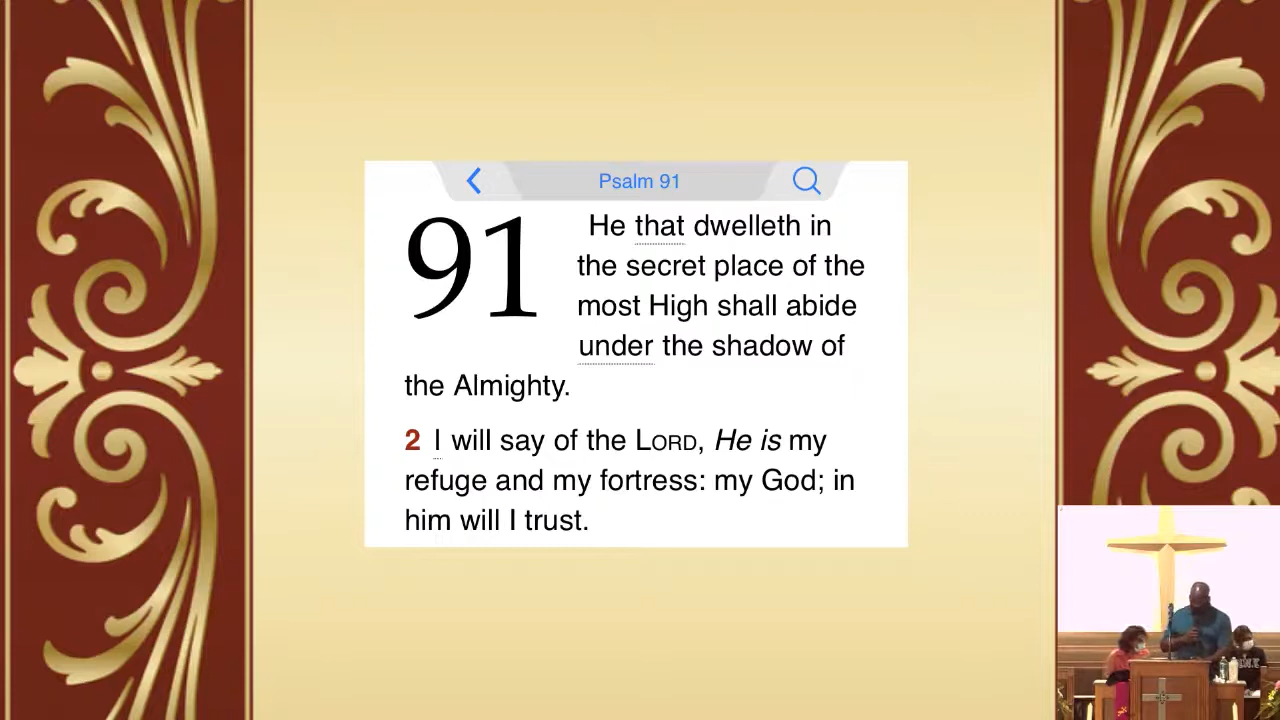 Psalm 91
91 He that dwelleth in
the secret place of the
most High shall abide
under the shadow of
the Almighty.
2 I will say of the LORD, He is my
refuge and my fortress: my God; in
him will I trust.